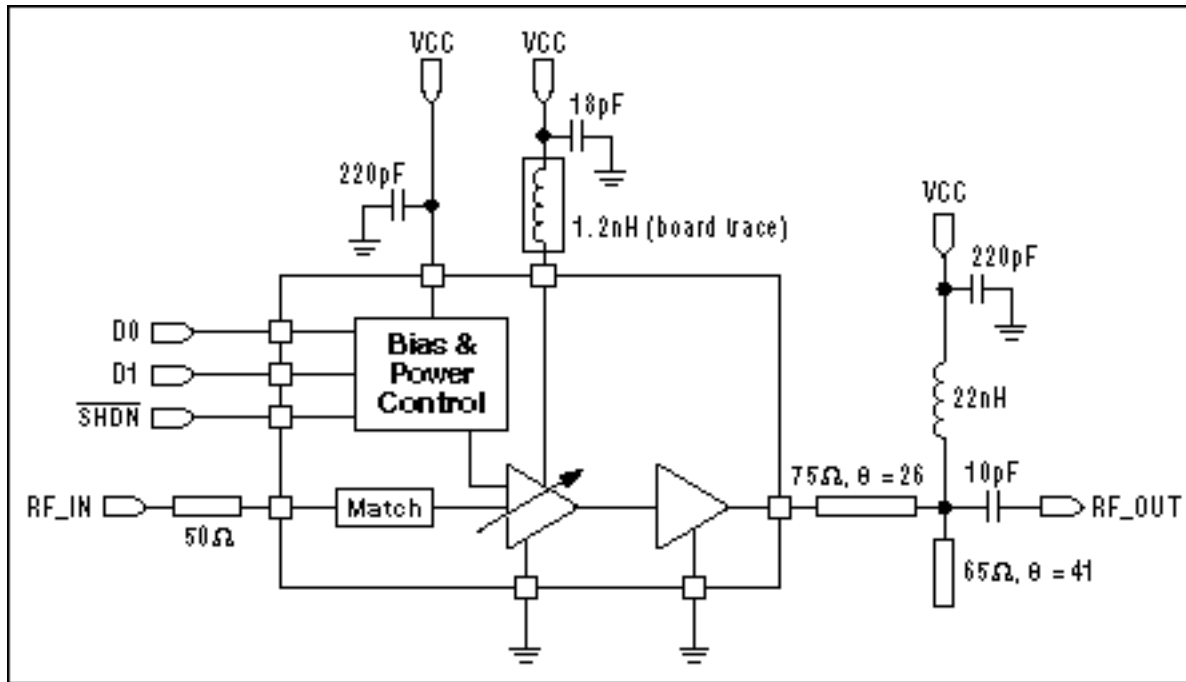 VCC
VCC
18pF
220pF
1.2nH (board trace)
VCC
220pF
D0
D1
SHDN
Bias &
Power
Control
22nH
75Ω, θ = 26
10pF
RF_IN
50Ω
Match
RF_OUT
65Ω, θ = 41